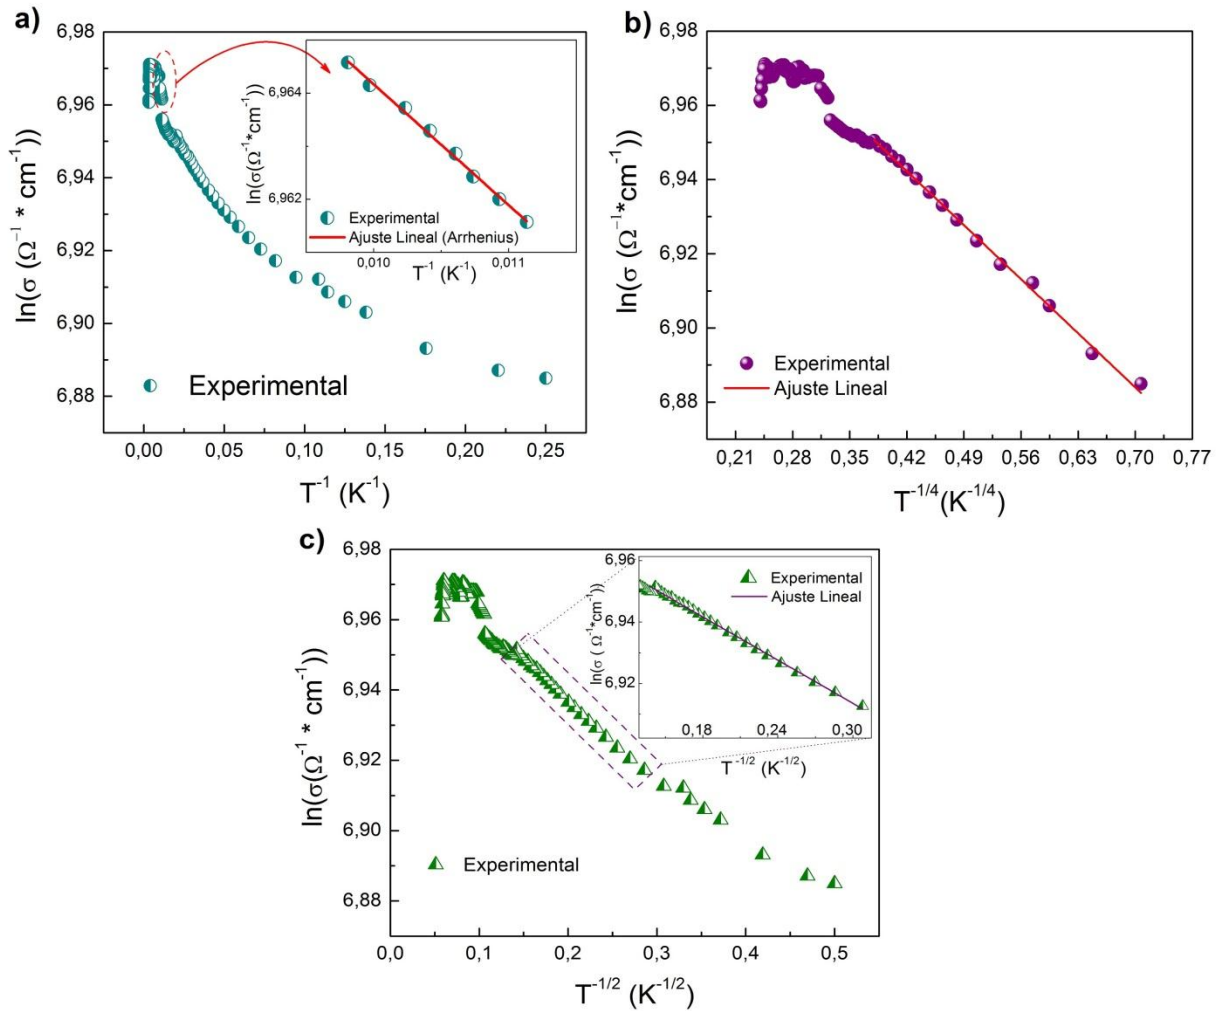 a)
6,98
6,96
6,94
6,92
6,90
6,88
ln(σ (Ω⁻¹ * cm⁻¹))
0,00 0,05 0,10 0,15 0,20 0,25
T⁻¹ (K⁻¹)
Experimental
6,964
6,962
ln(σ(Ω⁻¹*cm⁻¹))
Experimental
Ajuste Lineal (Arrhenius)
0,010 0,011
T⁻¹ (K⁻¹)
b)
6,98
6,96
6,94
6,92
6,90
6,88
ln(σ (Ω⁻¹*cm⁻¹))
Experimental
Ajuste Lineal
0,21 0,28 0,35 0,42 0,49 0,56 0,63 0,70 0,77
T⁻¹/⁴(K⁻¹/⁴)
c)
6,98
6,96
6,94
6,92
6,90
6,88
ln(σ(Ω⁻¹ * cm⁻¹))
Experimental
0,0 0,1 0,2 0,3 0,4 0,5
T⁻¹/² (K⁻¹/²)
6,96
6,94
6,92
ln(σ ( Ω⁻¹*cm⁻¹))
Experimental
Ajuste Lineal
0,18 0,24 0,30
T⁻¹/² (K⁻¹/²)